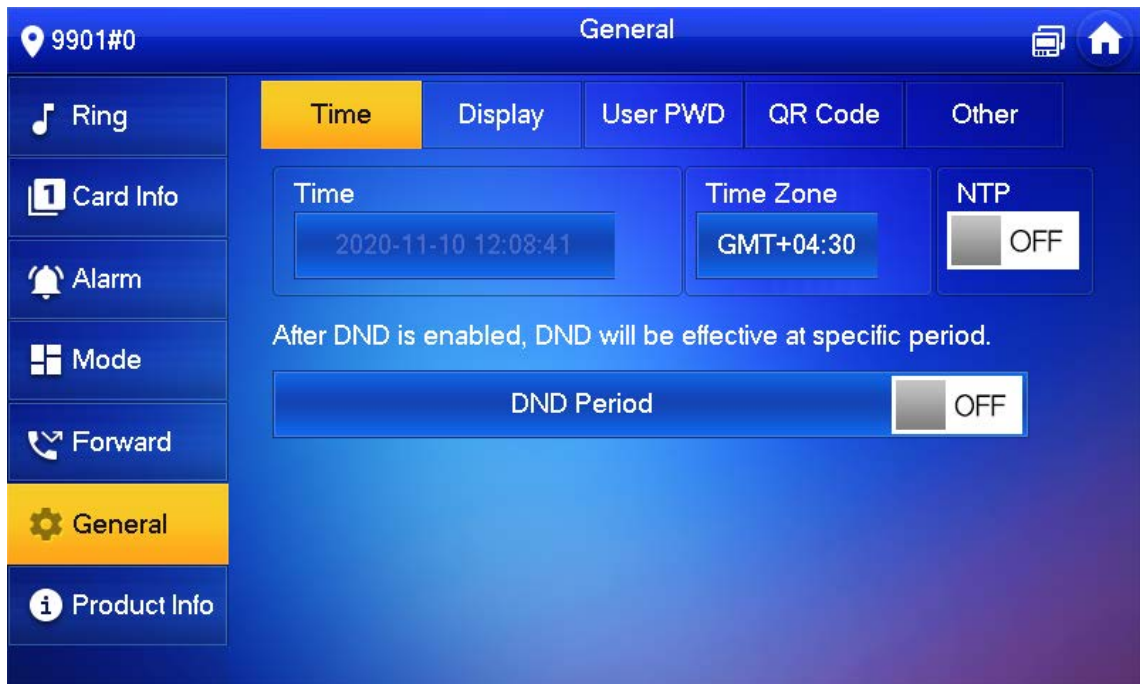 9901#0
General
Ring
Card Info
Alarm
Mode
Forward
General
Product Info
Time
Display
User PWD
QR Code
Other
Time
Time Zone
NTP
2020-11-10 12:08:41
GMT+04:30
OFF
After DND is enabled, DND will be effective at specific period.
DND Period
OFF